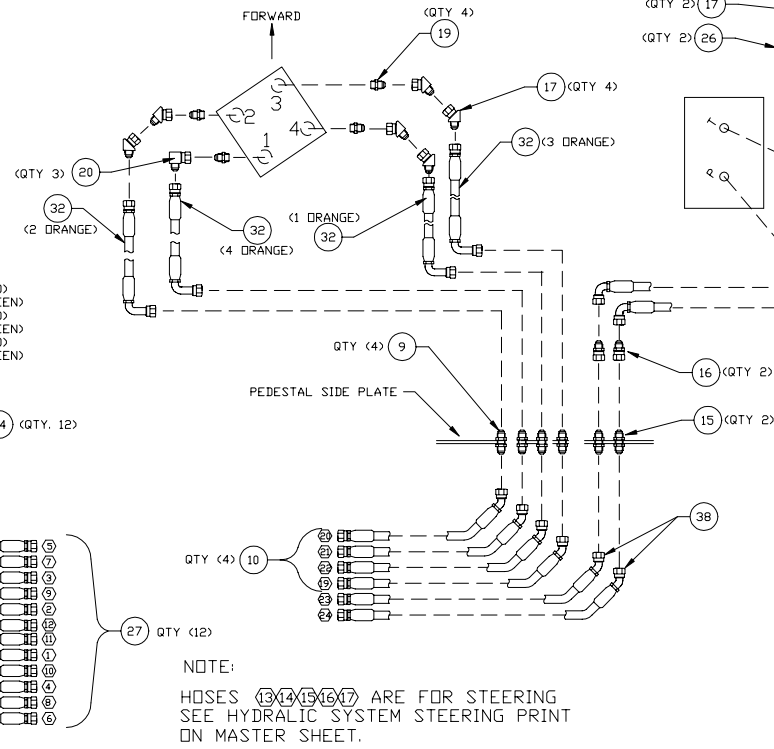 FORWARD
(QTY 4)
19
(QTY 2) 17
(QTY 2) 26
17 (QTY 4)
3
2
4
1
T
P
(QTY 3) 20
32 (3 ORANGE)
32
(2 ORANGE)
32
(4 ORANGE)
(1 ORANGE)
32
)
EEN)
)
EEN)
)
EEN)
QTY (4) 9
16 (QTY 2)
PEDESTAL SIDE PLATE
15 (QTY 2)
4 (QTY. 12)
38
QTY (4) 10
20
21
22
19
23
24
5
7
3
9
2
12
11
1
10
4
8
6
27 QTY (12)
NOTE:
HOSES 13 14 15 16 17 ARE FOR STEERING
SEE HYDRALIC SYSTEM STEERING PRINT
ON MASTER SHEET.